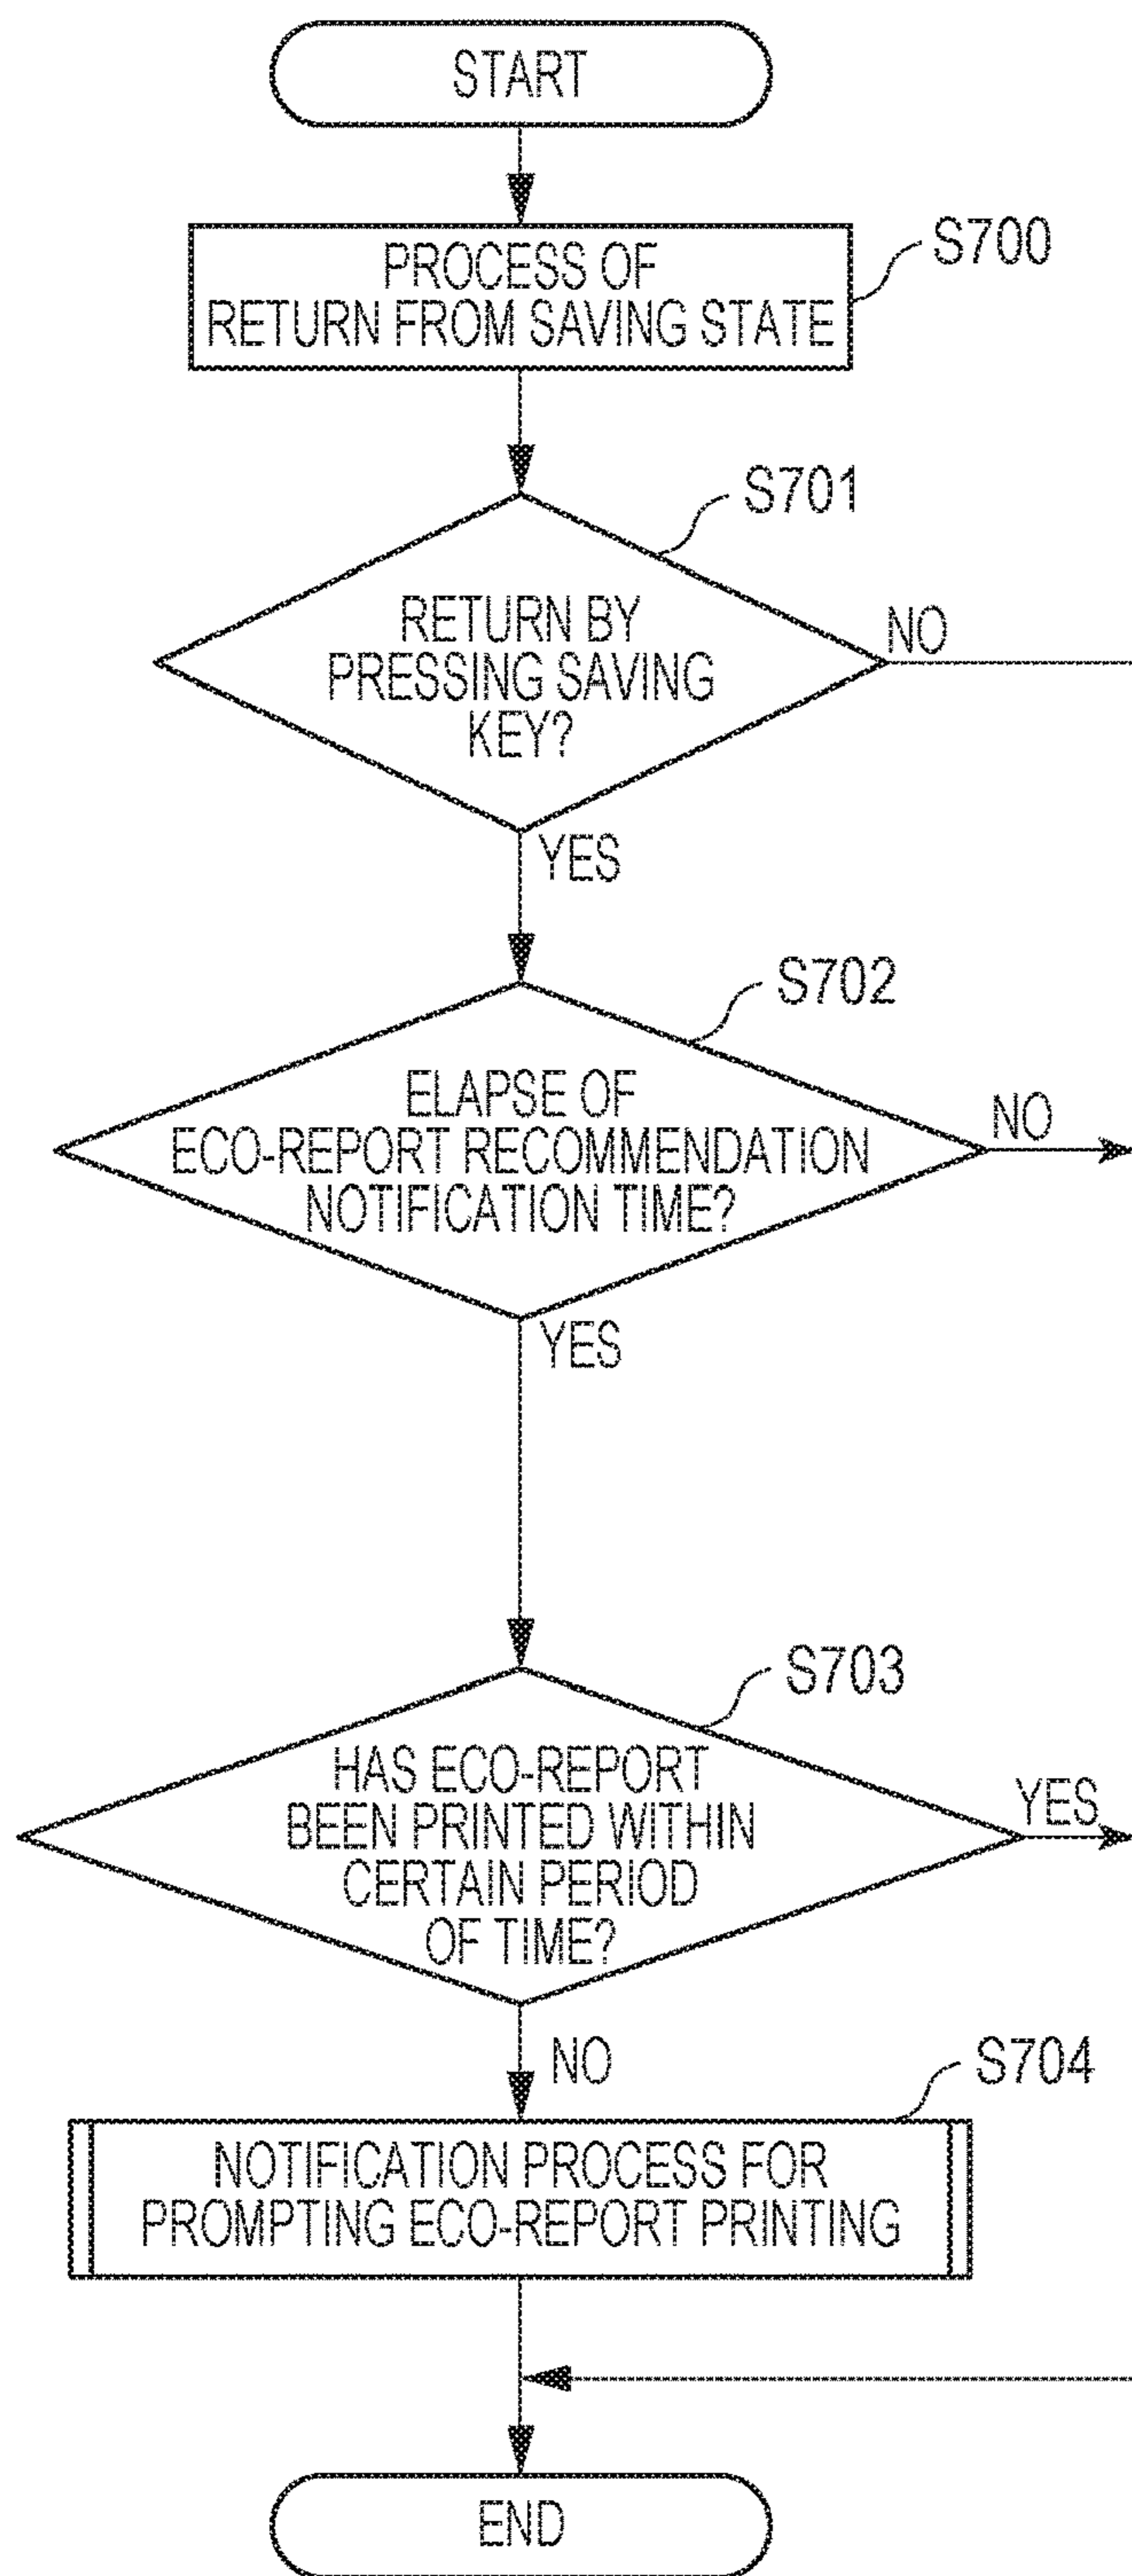 START
S700
PROCESS OF
RETURN FROM SAVING STATE
S701
RETURN BY
PRESSING SAVING
KEY?
NO
YES
S702
ELAPSE OF
ECO-REPORT RECOMMENDATION
NOTIFICATION TIME?
NO
YES
S703
HAS ECO-REPORT
BEEN PRINTED WITHIN
CERTAIN PERIOD
OF TIME?
YES
NO
S704
NOTIFICATION PROCESS FOR
PROMPTING ECO-REPORT PRINTING
END